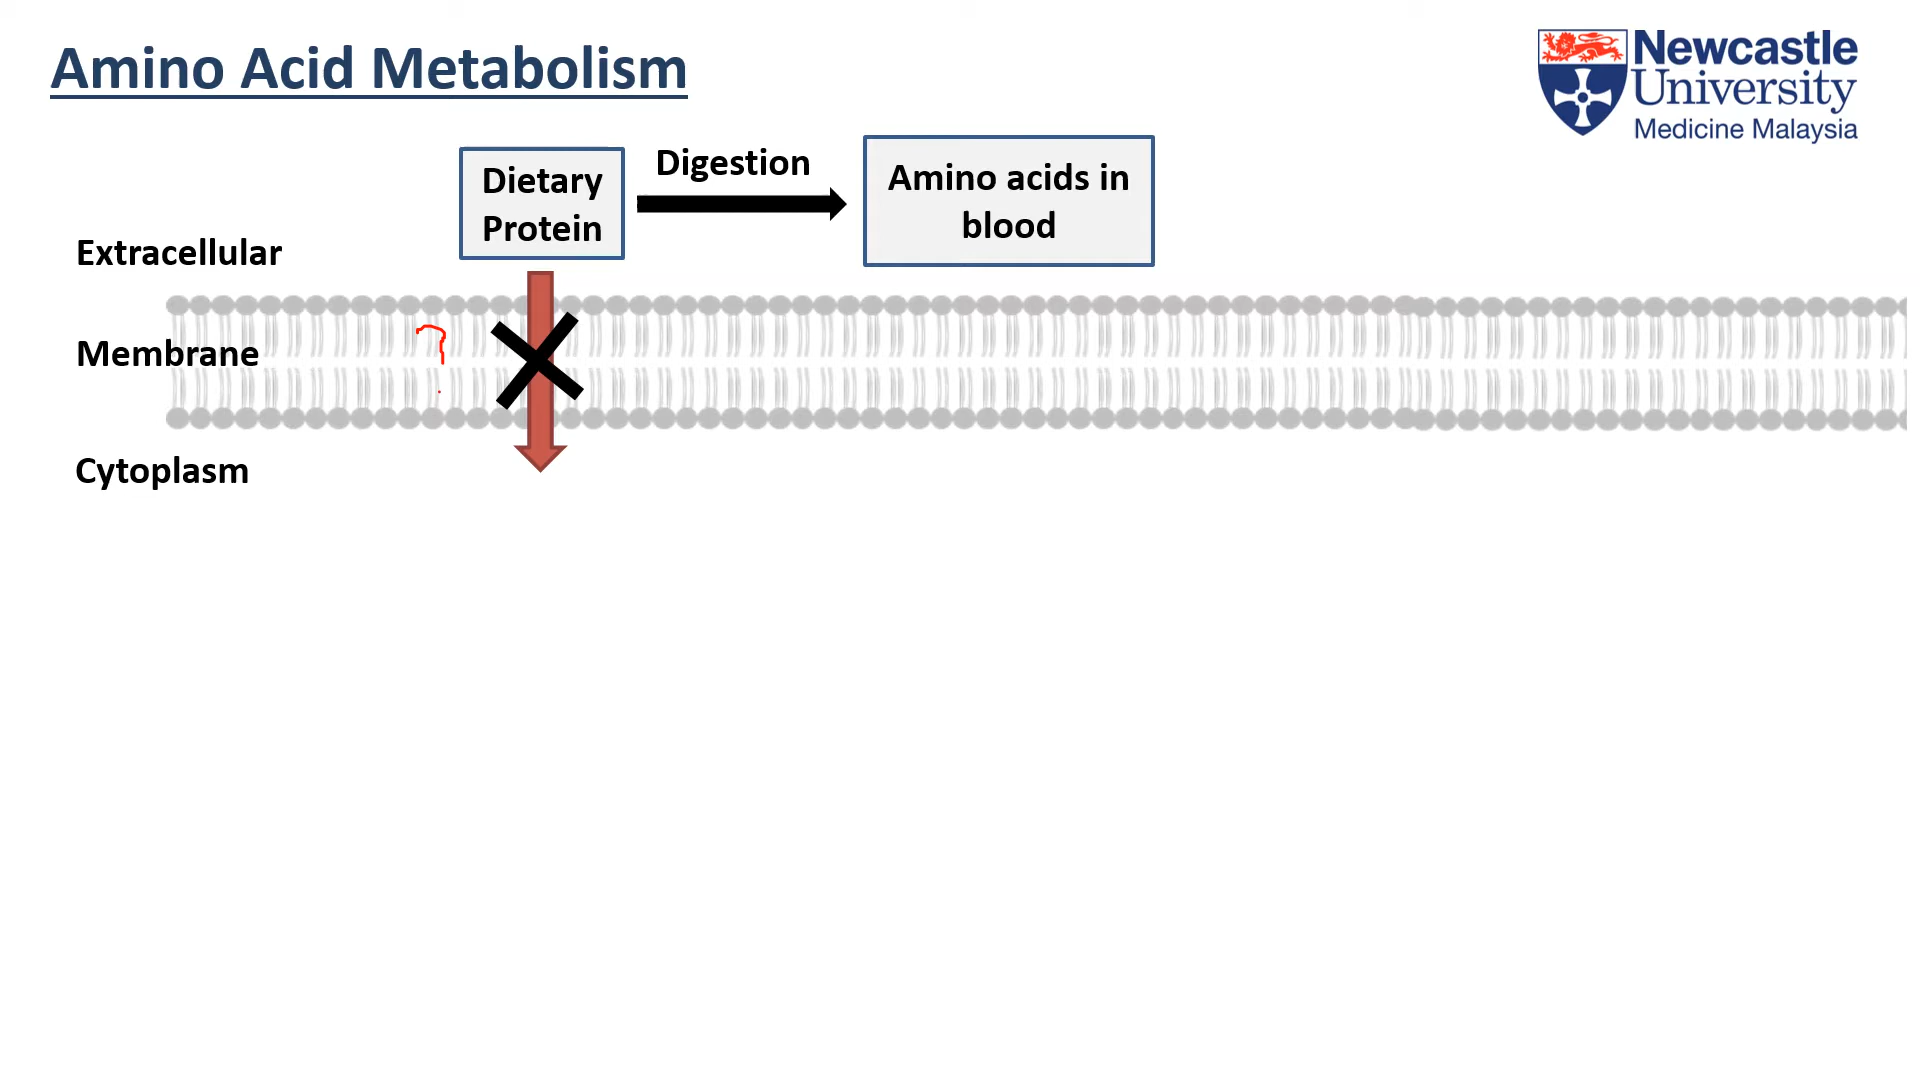 Amino Acid Metabolism
Newcastle
University
Medicine Malaysia
Dietary
Protein
Digestion
Amino acids in
blood
Extracellular
Membrane
?
Cytoplasm